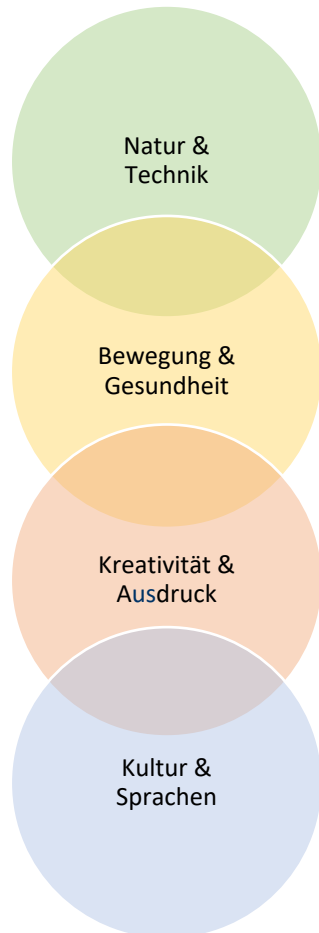 Natur &
Technik
Bewegung &
Gesundheit
Kreativität &
Ausdruck
Kultur &
Sprachen